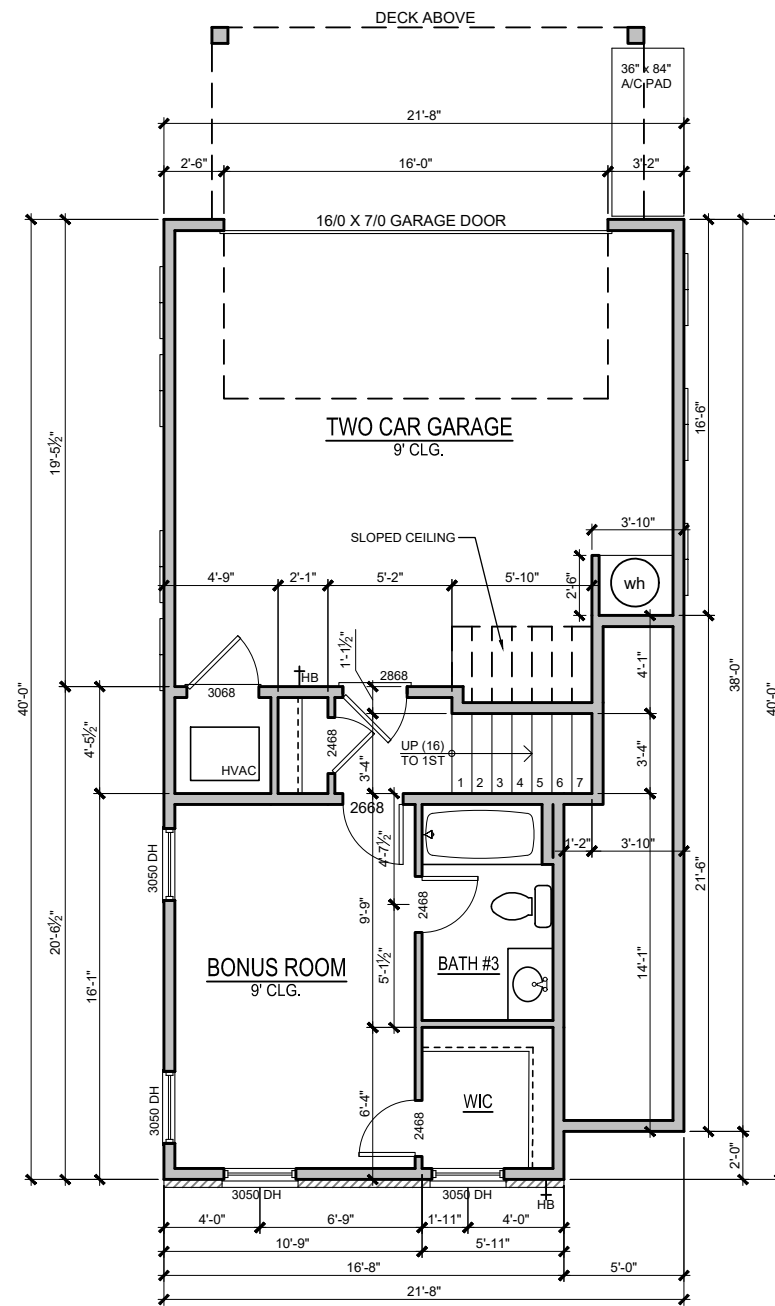 DECK ABOVE
36" x 84"
A/C PAD
21'-8"
2'-6"
16'-0"
3'-2"
16/0 X 7/0 GARAGE DOOR
TWO CAR GARAGE
9' CLG.
19'-5½"
16'-6"
SLOPED CEILING
3'-10"
4'-9"
2'-1"
5'-2"
5'-10"
2'-6"
wh
1'-1½"
4'-1"
40'-0"
38'-0"
40'-0"
3068
HB
2868
4'-5½"
HVAC
2468
3'-4"
UP (16)
TO 1ST
1 2 3 4 5 6 7
3'-4"
2668
4'-7½"
1'-2"
3'-10"
3050 DH
2468
9'-9"
21'-6"
20'-6½"
16'-1"
BONUS ROOM
9' CLG.
5'-1½"
BATH #3
14'-1"
3050 DH
6'-4"
2468
WIC
2'-0"
3050 DH
3050 DH
HB
4'-0"
6'-9"
1'-11"
4'-0"
10'-9"
5'-11"
16'-8"
5'-0"
21'-8"